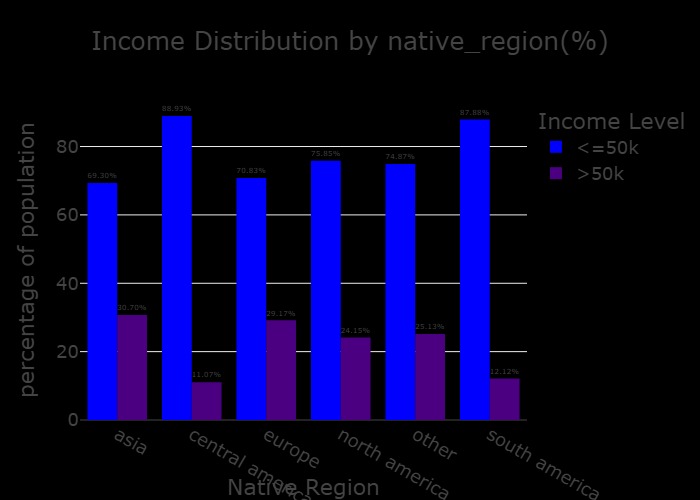 Income Distribution by native_region(%)
percentage of population
Income Level
<=50k
>50k
80
60
40
20
0
69.30%
30.70%
88.93%
11.07%
70.83%
29.17%
75.85%
24.15%
74.87%
25.13%
87.88%
12.12%
asia
central america
europe
north america
other
south america
Native Region